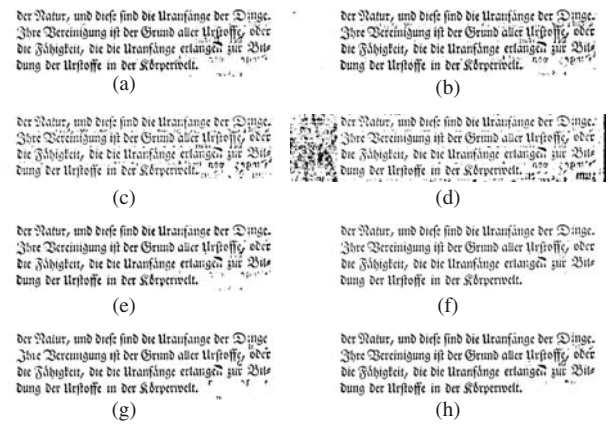 der Natur, und dieſe ſind die Uranfänge der Dinge.
Ihre Vereinigung iſt der Grund aller Urſtoffe, oder
die Fähigkeit, die die Uranfänge erlangen zur Bil-
dung der Urſtoffe in der Körperwelt.
(a)
der Natur, und dieſe ſind die Uranfänge der Dinge.
Ihre Vereinigung iſt der Grund aller Urſtoffe, oder
die Fähigkeit, die die Uranfänge erlangen zur Bil-
dung der Urſtoffe in der Körperwelt.
(b)
der Natur, und dieſe ſind die Uranfänge der Dinge.
Ihre Vereinigung iſt der Grund aller Urſtoffe, oder
die Fähigkeit, die die Uranfänge erlangen zur Bil-
dung der Urſtoffe in der Körperwelt.
(c)
der Natur, und dieſe ſind die Uranfänge der Dinge.
Ihre Vereinigung iſt der Grund aller Urſtoffe, oder
die Fähigkeit, die die Uranfänge erlangen zur Bil-
dung der Urſtoffe in der Körperwelt.
(d)
der Natur, und dieſe ſind die Uranfänge der Dinge.
Ihre Vereinigung iſt der Grund aller Urſtoffe, oder
die Fähigkeit, die die Uranfänge erlangen zur Bil-
dung der Urſtoffe in der Körperwelt.
(e)
der Natur, und dieſe ſind die Uranfänge der Dinge.
Ihre Vereinigung iſt der Grund aller Urſtoffe, oder
die Fähigkeit, die die Uranfänge erlangen zur Bil-
dung der Urſtoffe in der Körperwelt.
(f)
der Natur, und dieſe ſind die Uranfänge der Dinge
Ihre Vereinigung iſt der Grund aller Urſtoffe, oder
die Fähigkeit, die die Uranfänge erlangen zur Bil-
dung der Urſtoffe in der Körperwelt.
(g)
der Natur, und dieſe ſind die Uranfänge der Dinge.
Ihre Vereinigung iſt der Grund aller Urſtoffe, oder
die Fähigkeit, die die Uranfänge erlangen zur Bil-
dung der Urſtoffe in der Körperwelt.
(h)